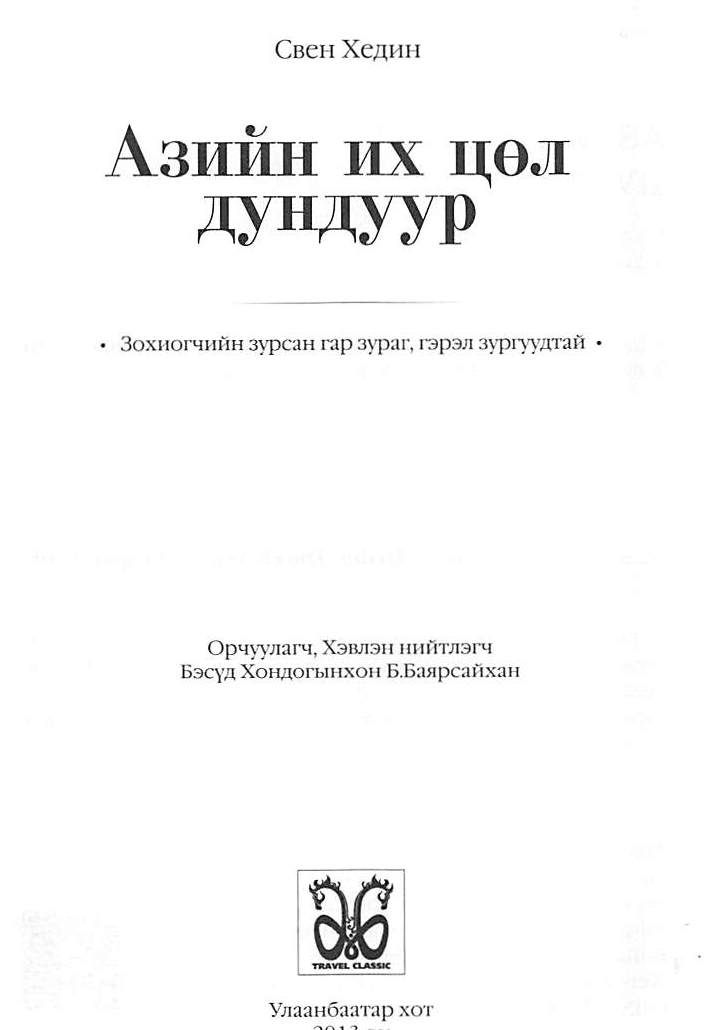 Свен Хедин
Азийн их цөл
дундуур
• Зохиогчийн зурсан гар зураг, гэрэл зургуудтай •
Орчуулагч, Хэвлэн нийтлэгч
Бэсүд Хондогынхон Б.Баярсайхан
TRAVEL CLASSIC
Улаанбаатар хот